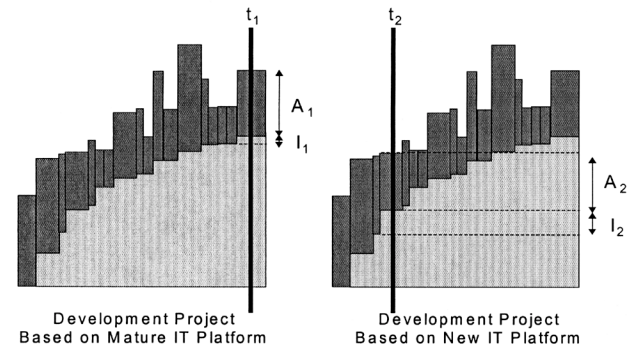 t1
t2
A1
I1
A2
I2
Development Project
Based on Mature IT Platform
Development Project
Based on New IT Platform